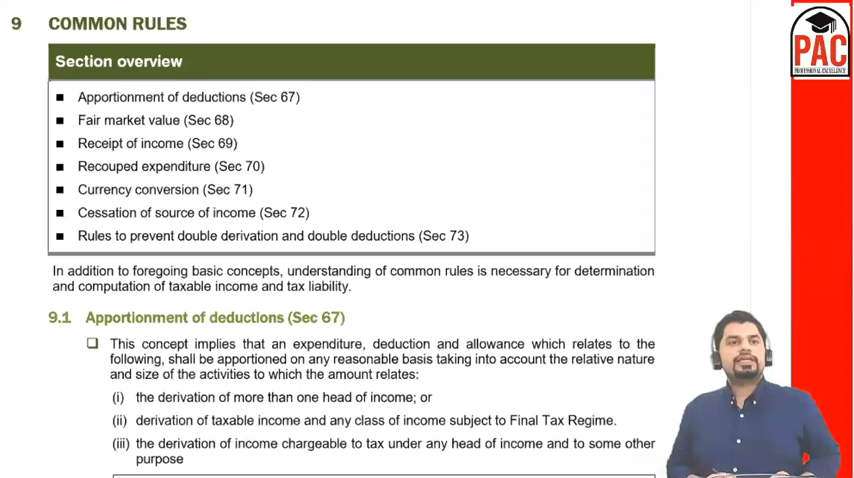 9 COMMON RULES
Section overview
■ Apportionment of deductions (Sec 67)
■ Fair market value (Sec 68)
■ Receipt of income (Sec 69)
■ Recouped expenditure (Sec 70)
■ Currency conversion (Sec 71)
■ Cessation of source of income (Sec 72)
■ Rules to prevent double derivation and double deductions (Sec 73)
In addition to foregoing basic concepts, understanding of common rules is necessary for determination
and computation of taxable income and tax liability.
9.1 Apportionment of deductions (Sec 67)
❑ This concept implies that an expenditure, deduction and allowance which relates to the
following, shall be apportioned on any reasonable basis taking into account the relative nature
and size of the activities to which the amount relates:
(i) the derivation of more than one head of income; or
(ii) derivation of taxable income and any class of income subject to Final Tax Regime.
(iii) the derivation of income chargeable to tax under any head of income and to some other
purpose
PAC
PROFESSIONAL EXCELLENCE